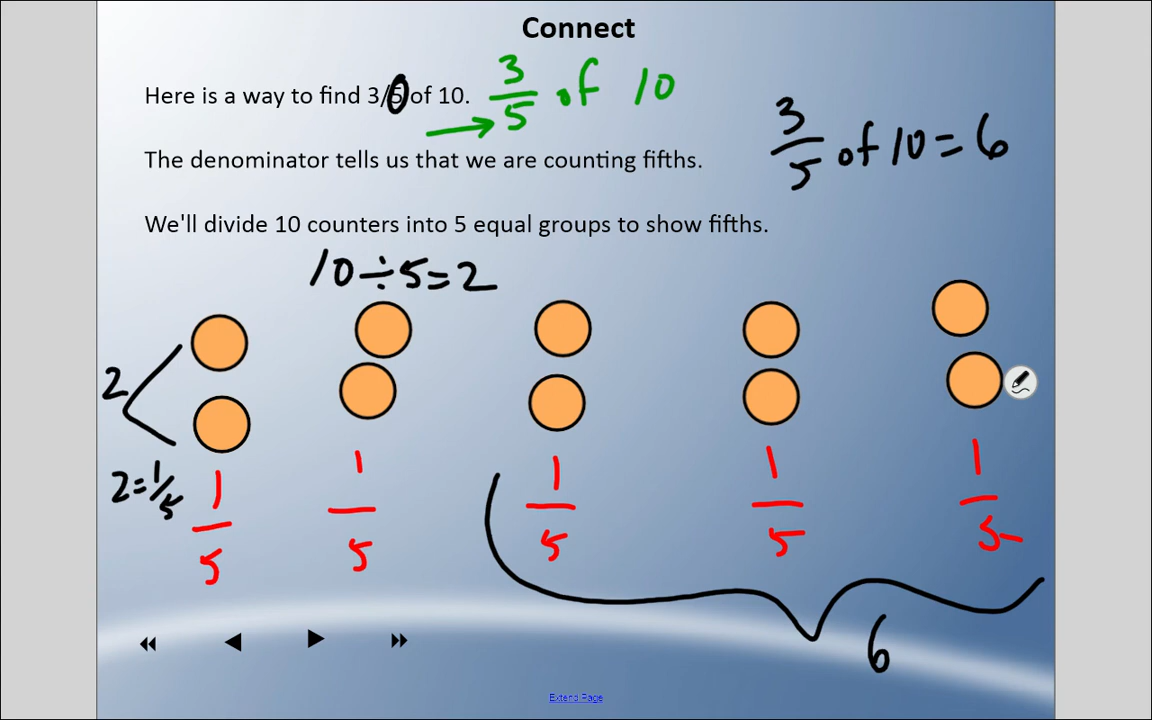 Connect
Here is a way to find 3/5 of 10. 3/5 of 10
3/5 of 10 = 6
The denominator tells us that we are counting fifths.
We'll divide 10 counters into 5 equal groups to show fifths.
10 ÷ 5 = 2
2
2 = 1/5
1/5 1/5 1/5 1/5 1/5
6
Extend Page